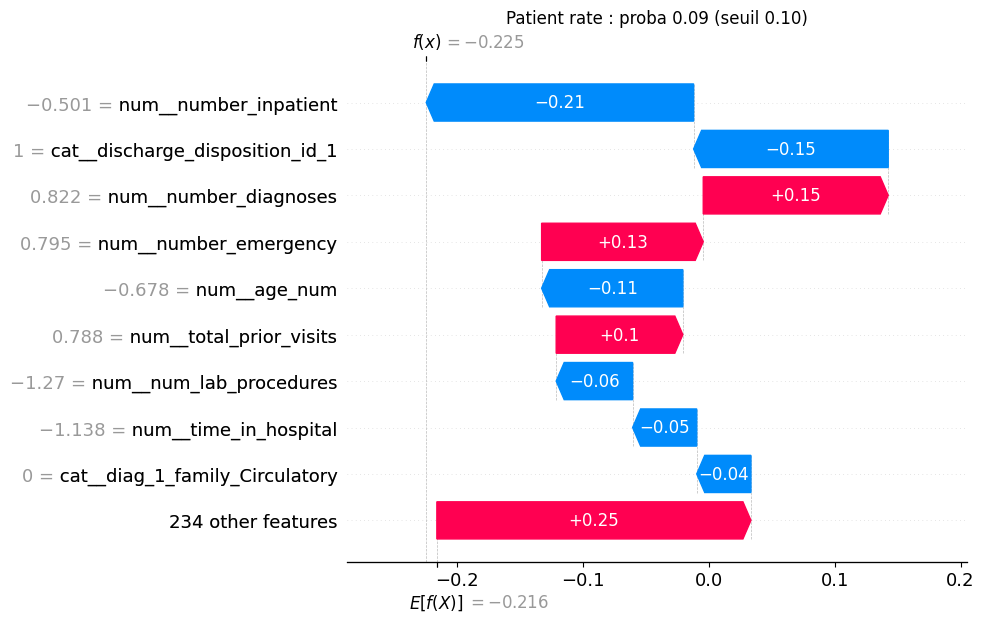 Patient rate : proba 0.09 (seuil 0.10)
f(x) = −0.225
−0.501 = num__number_inpatient
−0.21
1 = cat__discharge_disposition_id_1
−0.15
0.822 = num__number_diagnoses
+0.15
0.795 = num__number_emergency
+0.13
−0.678 = num__age_num
−0.11
0.788 = num__total_prior_visits
+0.1
−1.27 = num__num_lab_procedures
−0.06
−1.138 = num__time_in_hospital
−0.05
0 = cat__diag_1_family_Circulatory
−0.04
234 other features
+0.25
−0.2 −0.1 0.0 0.1 0.2
E[f(X)] = −0.216